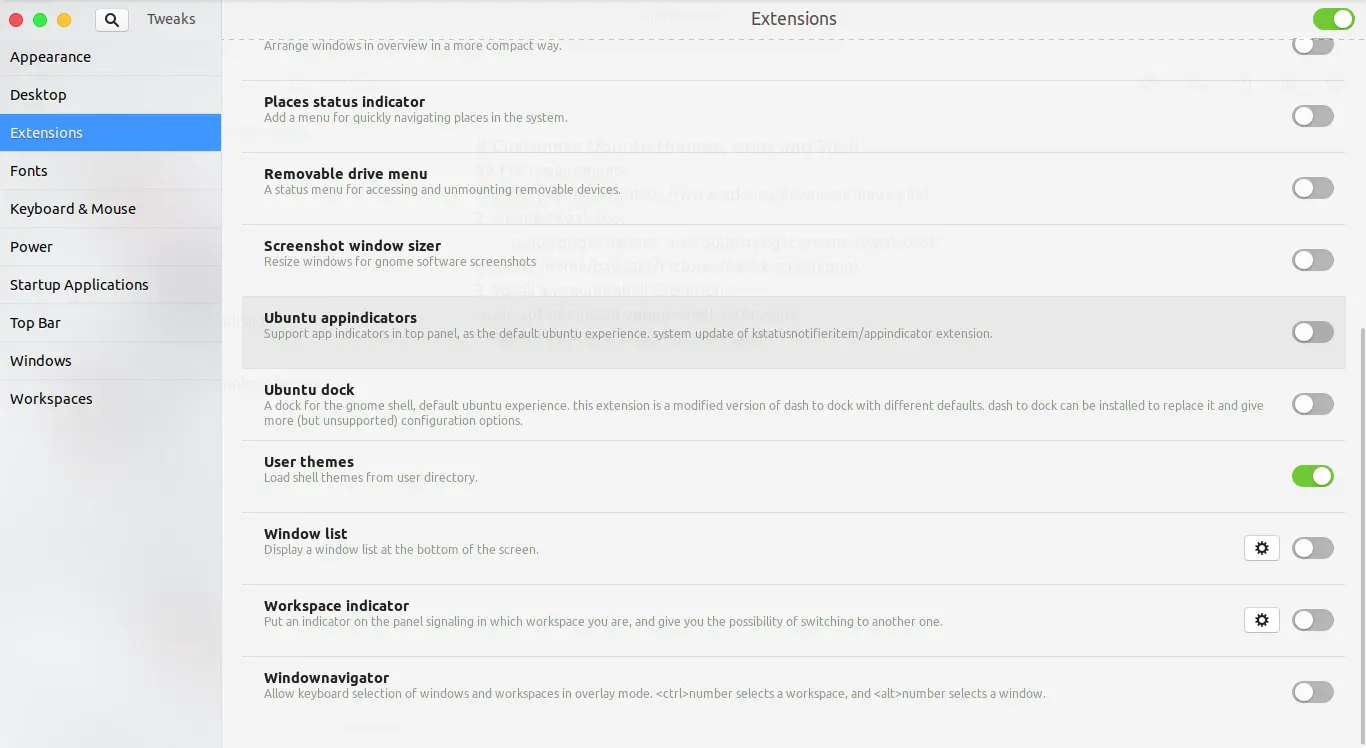 Tweaks
Extensions
Appearance
Desktop
Extensions
Fonts
Keyboard & Mouse
Power
Startup Applications
Top Bar
Windows
Workspaces
Arrange windows in overview in a more compact way.
Places status indicator
Add a menu for quickly navigating places in the system.
Removable drive menu
A status menu for accessing and unmounting removable devices.
Screenshot window sizer
Resize windows for gnome software screenshots
Ubuntu appindicators
Support app indicators in top panel, as the default ubuntu experience. system update of kstatusnotifieritem/appindicator extension.
Ubuntu dock
A dock for the gnome shell, default ubuntu experience. this extension is a modified version of dash to dock with different defaults. dash to dock can be installed to replace it and give
more (but unsupported) configuration options.
User themes
Load shell themes from user directory.
Window list
Display a window list at the bottom of the screen.
Workspace indicator
Put an indicator on the panel signaling in which workspace you are, and give you the possibility of switching to another one.
Windownavigator
Allow keyboard selection of windows and workspaces in overlay mode. <ctrl>number selects a workspace, and <alt>number selects a window.